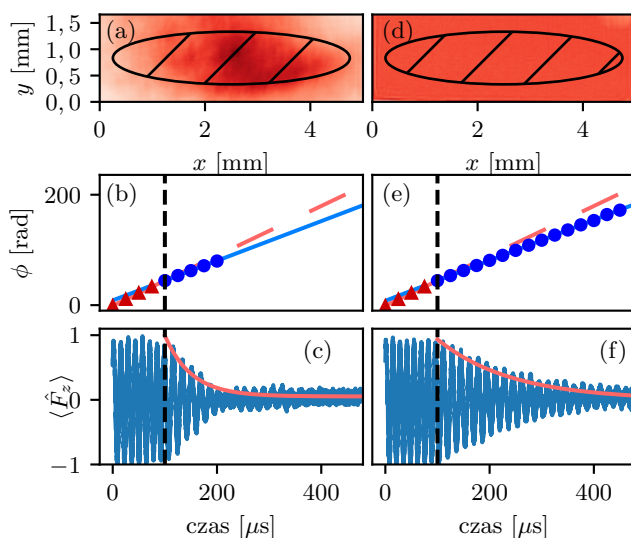 (a)
(d)
1, 5
1, 0
0, 5
0, 0
y [mm]
0
2
4
0
2
4
x [mm]
x [mm]
(b)
(e)
200
0
ϕ [rad]
(c)
(f)
1
0
−1
⟨F̂z⟩
0
200
400
0
200
400
czas [μs]
czas [μs]